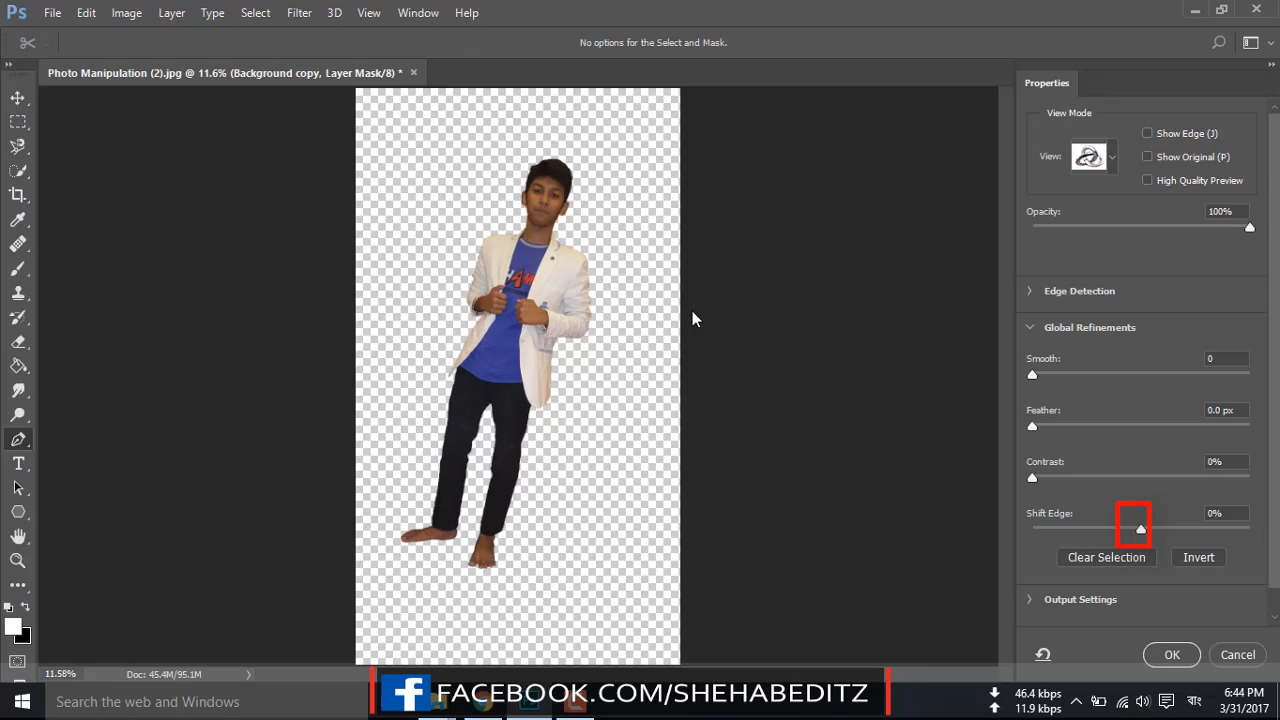 Ps File Edit Image Layer Type Select Filter 3D View Window Help
No options for the Select and Mask.
Photo Manipulation (2).jpg @ 11.6% (Background copy, Layer Mask/8) *
Properties
View Mode
View:
Show Edge (J)
Show Original (P)
High Quality Preview
Opacity: 100%
Edge Detection
Global Refinements
Smooth: 0
Feather: 0.0 px
Contrast: 0%
Shift Edge: 0%
Clear Selection Invert
Output Settings
OK Cancel
11.58% Doc: 45.4M/95.1M
FACEBOOK.COM/SHEHABEDITZ
Search the web and Windows
46.4 kbps
11.9 kbps
6:44 PM
3/31/2017